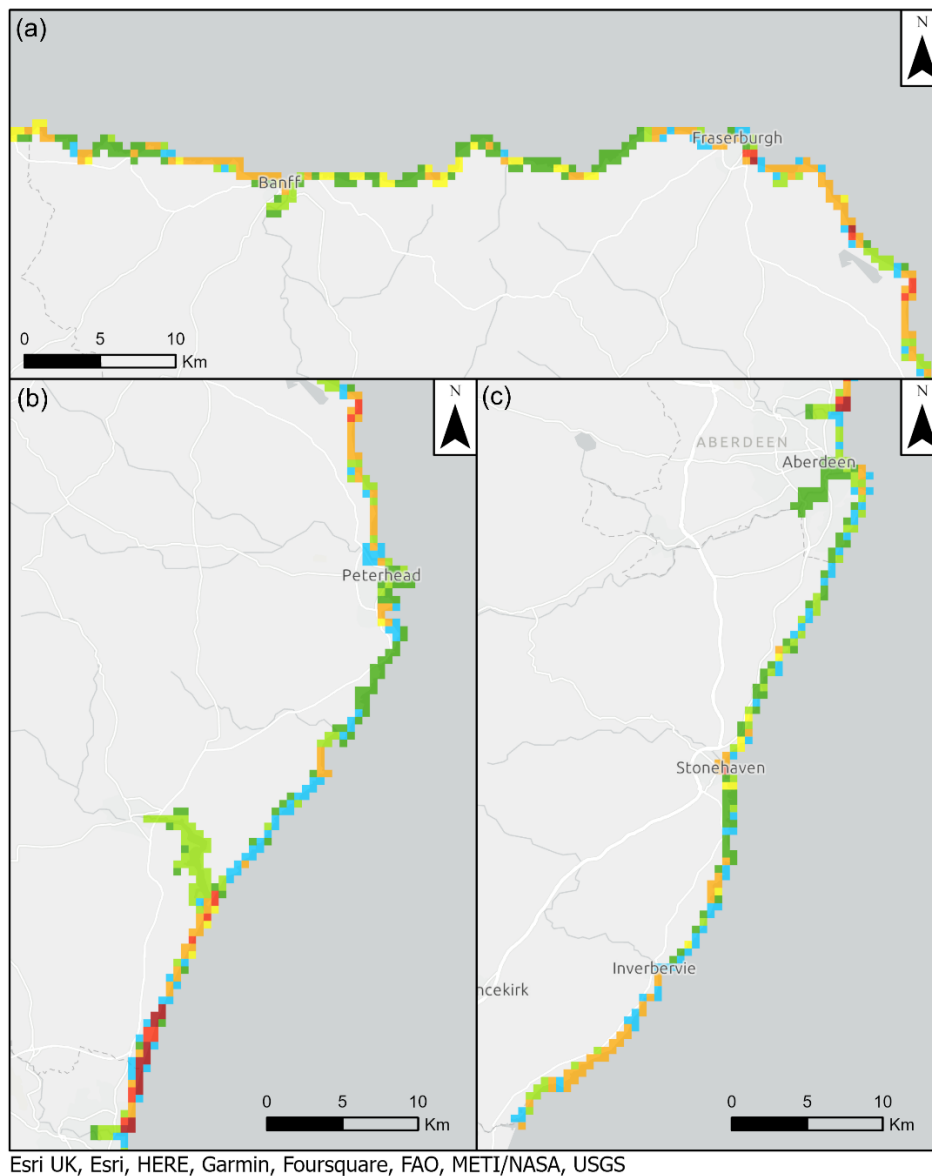 (a)
N
Fraserburgh
Banff
0 5 10
Km
(b)
N
Peterhead
0 5 10
Km
(c)
N
ABERDEEN
Aberdeen
Stonehaven
Inverbervie
ncekirk
0 5 10
Km
Esri UK, Esri, HERE, Garmin, Foursquare, FAO, METI/NASA, USGS